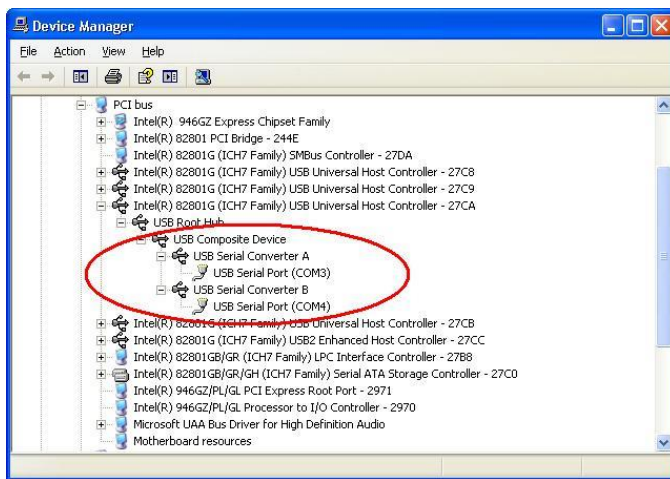 Device Manager
File Action View Help
PCI bus
Intel(R) 946GZ Express Chipset Family
Intel(R) 82801 PCI Bridge - 244E
Intel(R) 82801G (ICH7 Family) SMBus Controller - 27DA
Intel(R) 82801G (ICH7 Family) USB Universal Host Controller - 27C8
Intel(R) 82801G (ICH7 Family) USB Universal Host Controller - 27C9
Intel(R) 82801G (ICH7 Family) USB Universal Host Controller - 27CA
USB Root Hub
USB Composite Device
USB Serial Converter A
USB Serial Port (COM3)
USB Serial Converter B
USB Serial Port (COM4)
Intel(R) 82801G (ICH7 Family) USB Universal Host Controller - 27CB
Intel(R) 82801G (ICH7 Family) USB2 Enhanced Host Controller - 27CC
Intel(R) 82801GB/GR (ICH7 Family) LPC Interface Controller - 27B8
Intel(R) 82801GB/GR/GH (ICH7 Family) Serial ATA Storage Controller - 27C0
Intel(R) 946GZ/PL/GL PCI Express Root Port - 2971
Intel(R) 946GZ/PL/GL Processor to I/O Controller - 2970
Microsoft UAA Bus Driver for High Definition Audio
Motherboard resources